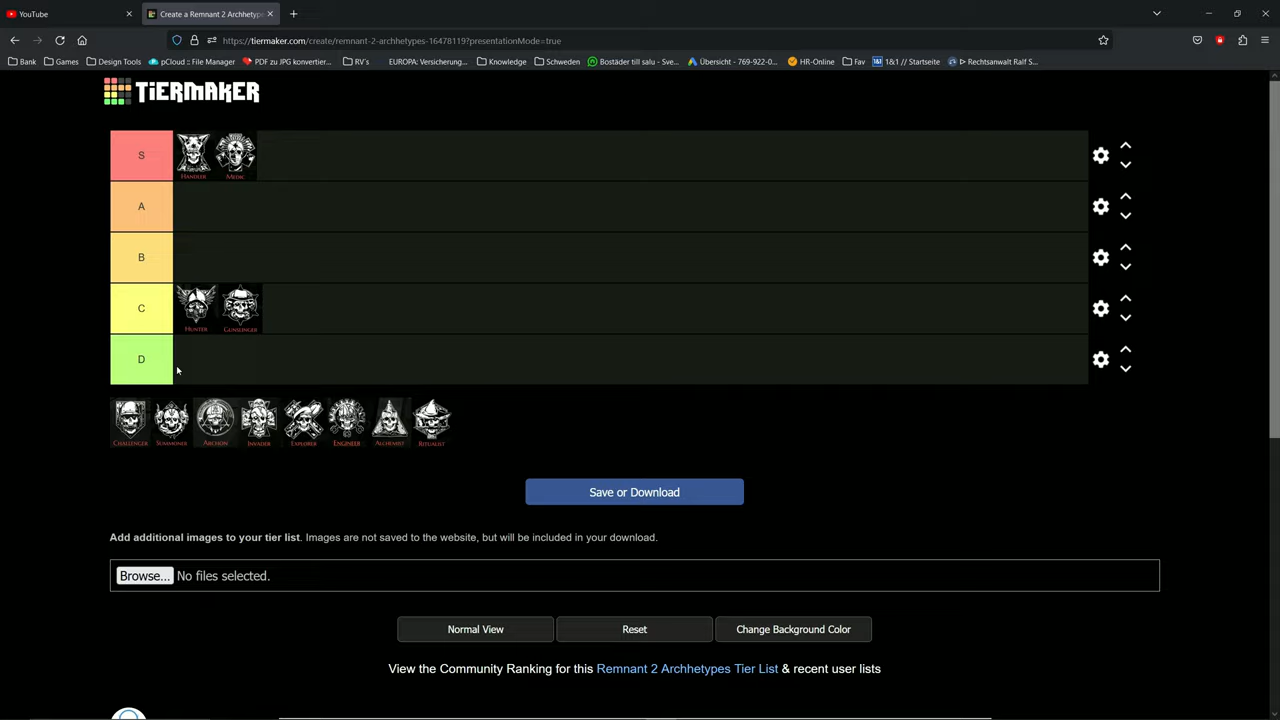 YouTube
Create a Remnant 2 Archhetype
https://tiermaker.com/create/remnant-2-archhetypes-16478119?presentationMode=true
Bank
Games
Design Tools
pCloud :: File Manager
PDF zu JPG konvertier...
RV's
EUROPA: Versicherung...
Knowledge
Schweden
Bostäder till salu - Sve...
Übersicht - 769-922-0...
HR-Online
Fav
1&1 // Startseite
▷ Rechtsanwalt Ralf S...
TiERMAKER
S
HANDLER
MEDIC
A
B
C
HUNTER
GUNSLINGER
D
CHALLENGER
SUMMONER
ARCHON
INVADER
EXPLORER
ENGINEER
ALCHEMIST
RITUALIST
Save or Download
Add additional images to your tier list. Images are not saved to the website, but will be included in your download.
Browse... No files selected.
Normal View
Reset
Change Background Color
View the Community Ranking for this Remnant 2 Archhetypes Tier List & recent user lists